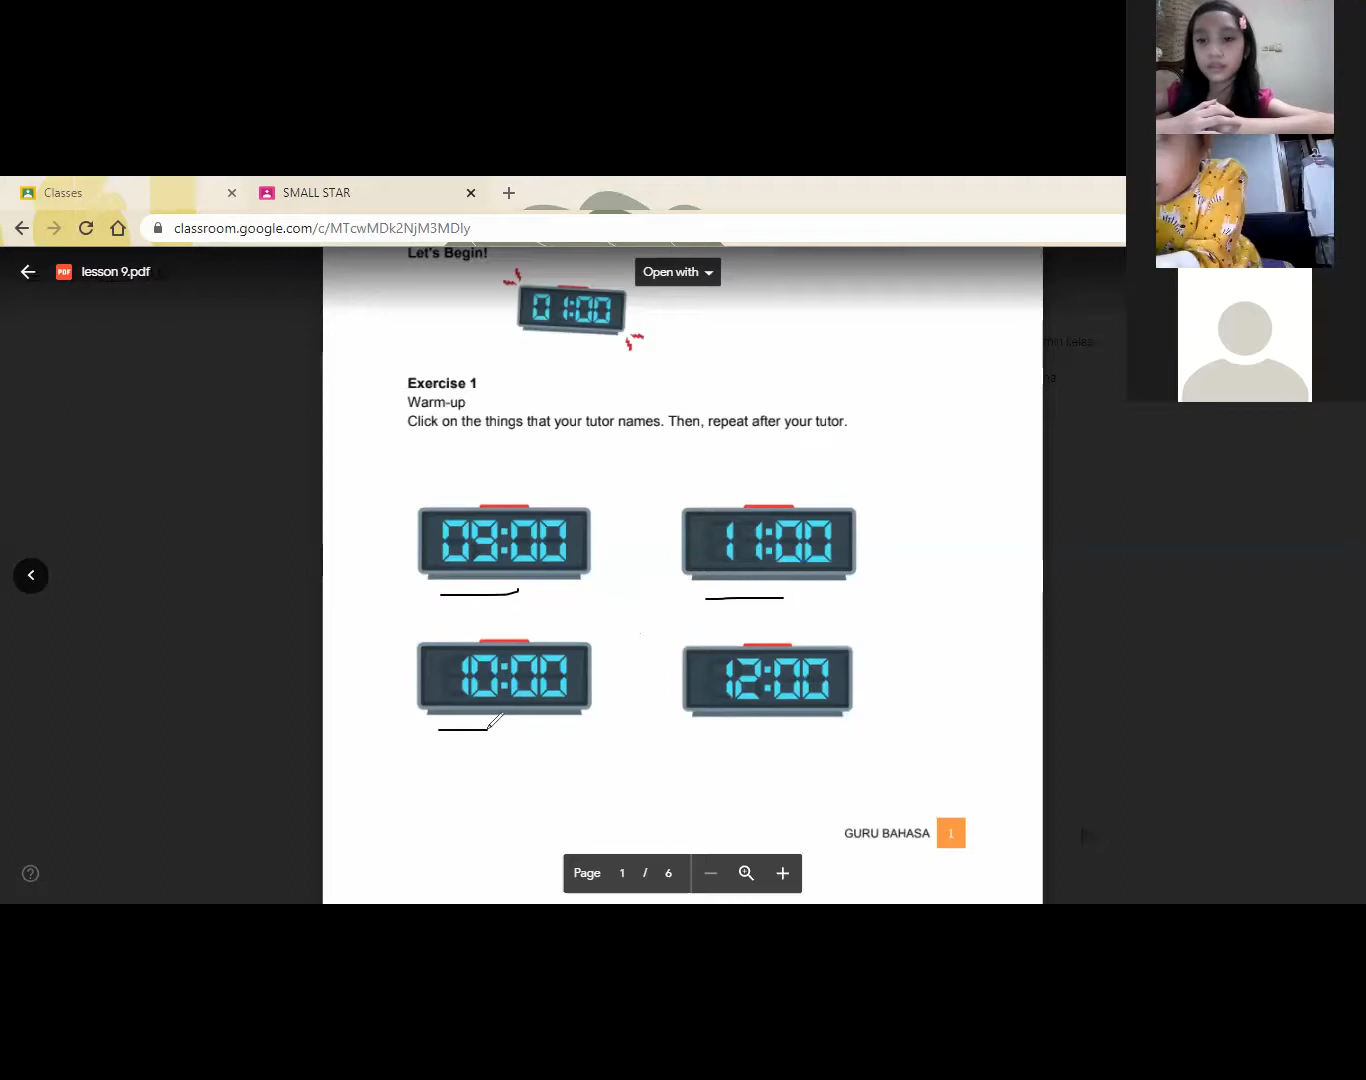 Classes
SMALL STAR
classroom.google.com/c/MTcwMDk2NjM3MDIy
PDF lesson 9.pdf
Open with
Let's Begin!
01:00
Exercise 1
Warm-up
Click on the things that your tutor names. Then, repeat after your tutor.
09:00
11:00
10:00
12:00
GURU BAHASA 1
Page 1 / 6